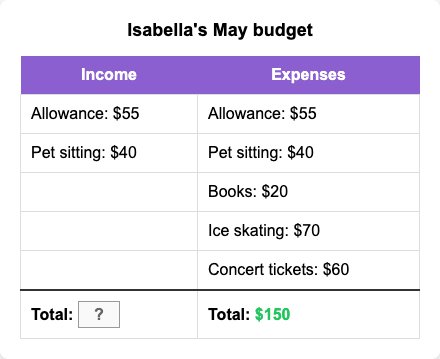 Isabella's May budget
Income Expenses
Allowance: $55 Allowance: $55
Pet sitting: $40 Pet sitting: $40
Books: $20
Ice skating: $70
Concert tickets: $60
Total: ? Total: $150